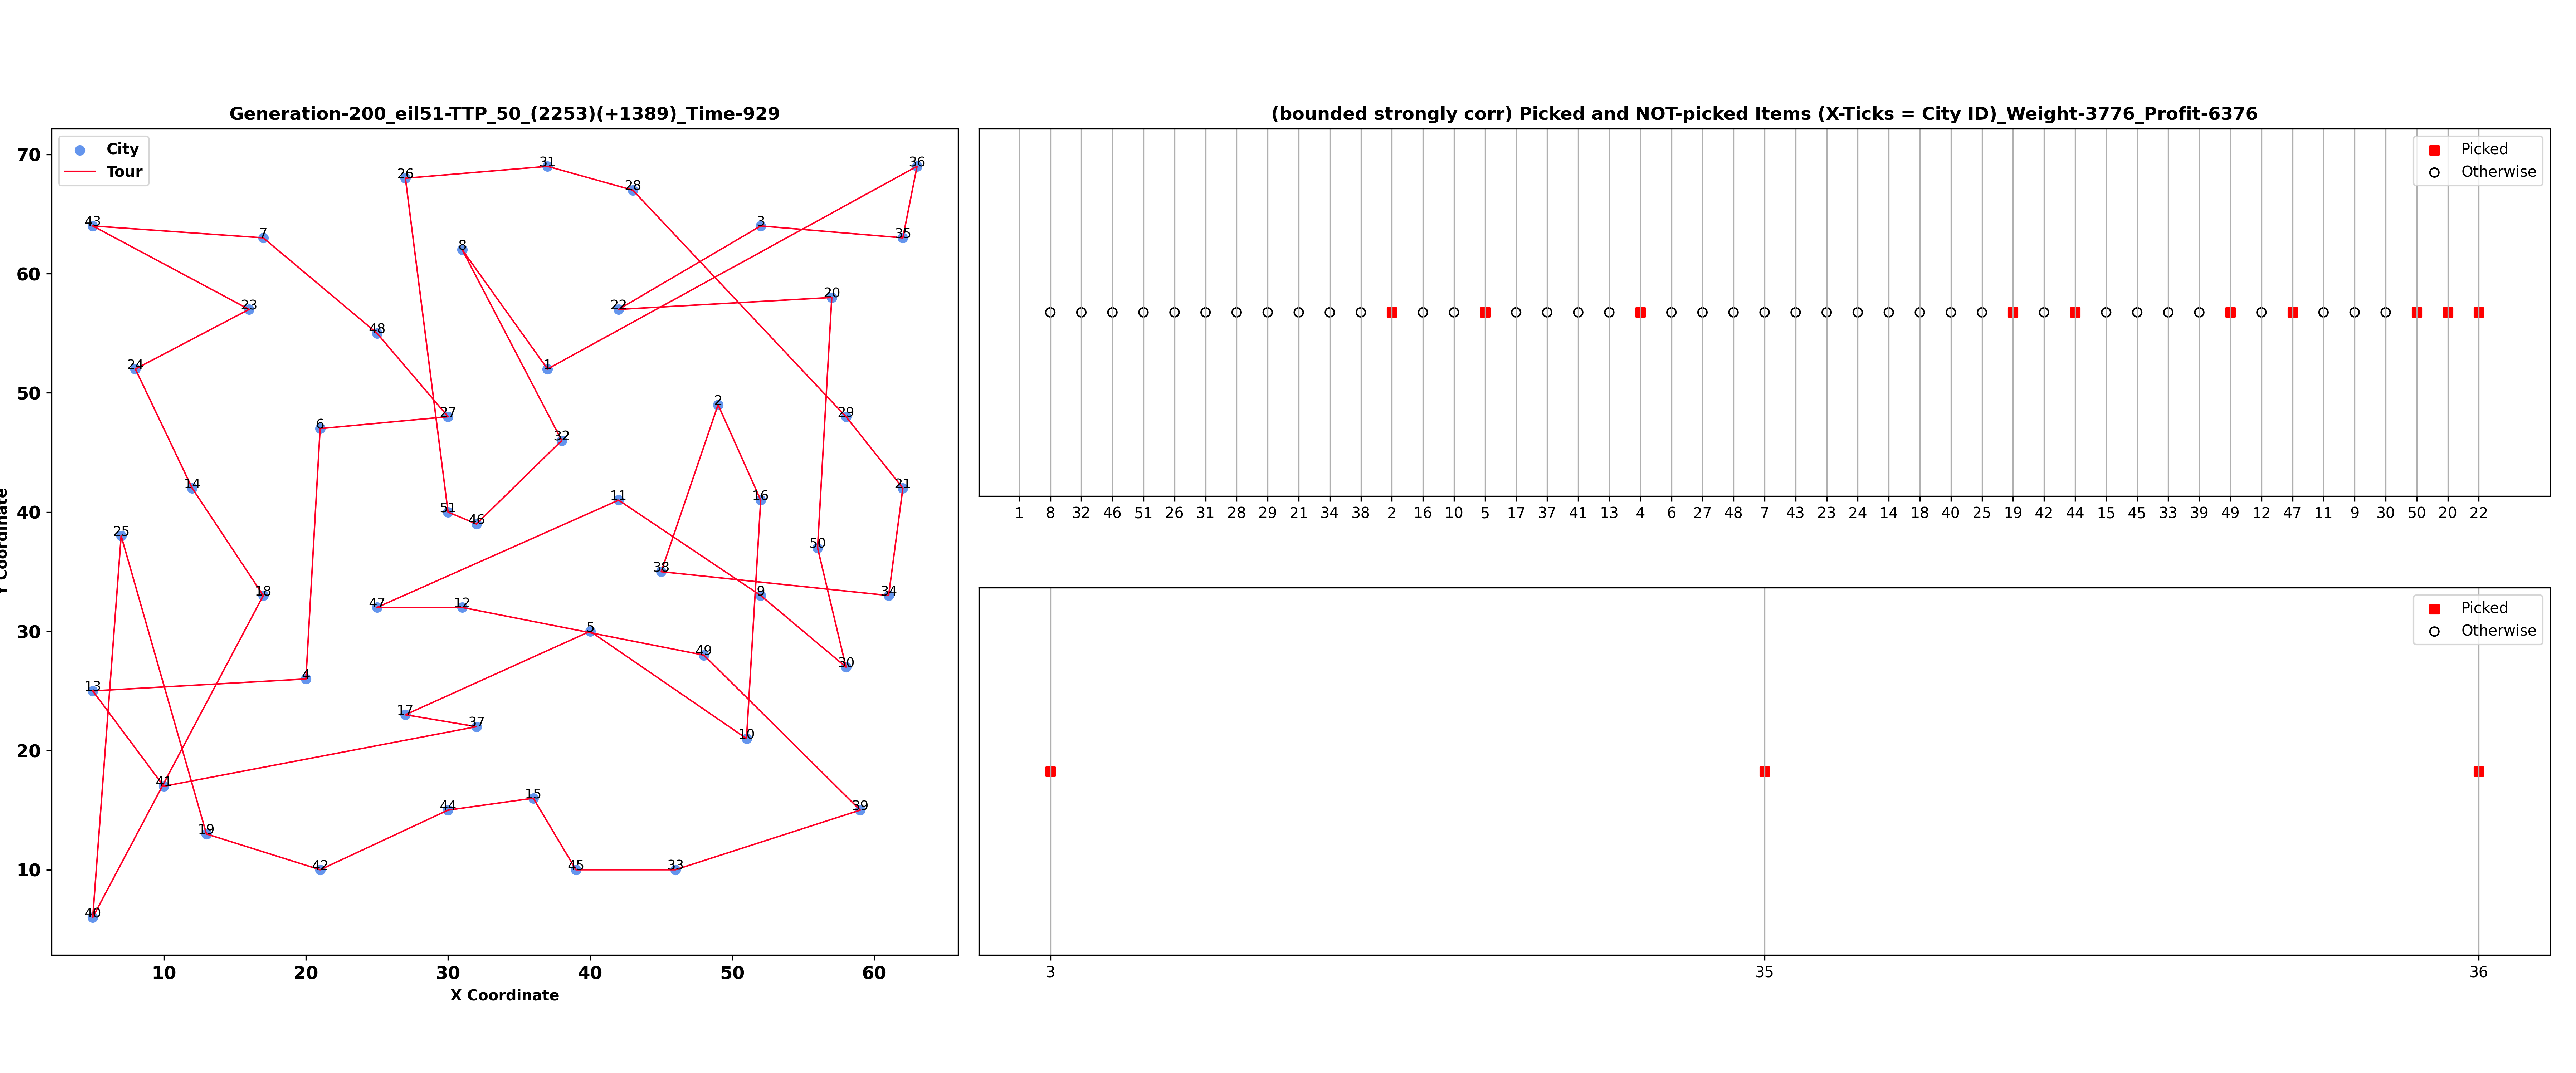 Generation-200_eil51-TTP_50_(2253)(+1389)_Time-929
City
Tour
70
60
50
40
30
20
10
Y Coordinate
10 20 30 40 50 60
X Coordinate
26 31 28 36
43 7 8 3 35
23 22 20
48
24 1
2 29
6 27 32
14 51 46 11 16 21
25 50
38
18 47 12 9 34
5
49 30
13 4
17 37 10
41
19 44 15 39
42 45 33
40
(bounded strongly corr) Picked and NOT-picked Items (X-Ticks = City ID)_Weight-3776_Profit-6376
Picked
Otherwise
1 8 32 46 51 26 31 28 29 21 34 38 2 16 10 5 17 37 41 13 4 6 27 48 7 43 23 24 14 18 40 25 19 42 44 15 45 33 39 49 12 47 11 9 30 50 20 22
Picked
Otherwise
3 35 36